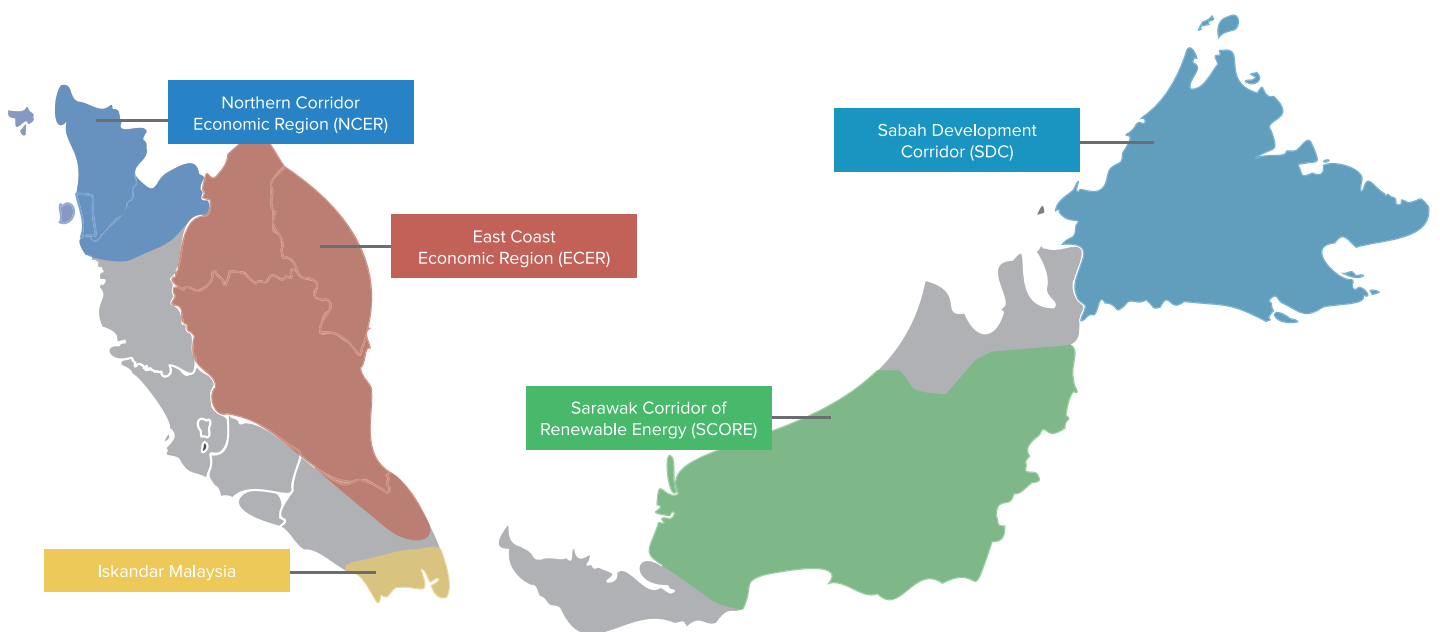 Northern Corridor
Economic Region (NCER)
Sabah Development
Corridor (SDC)
East Coast
Economic Region (ECER)
Sarawak Corridor of
Renewable Energy (SCORE)
Iskandar Malaysia